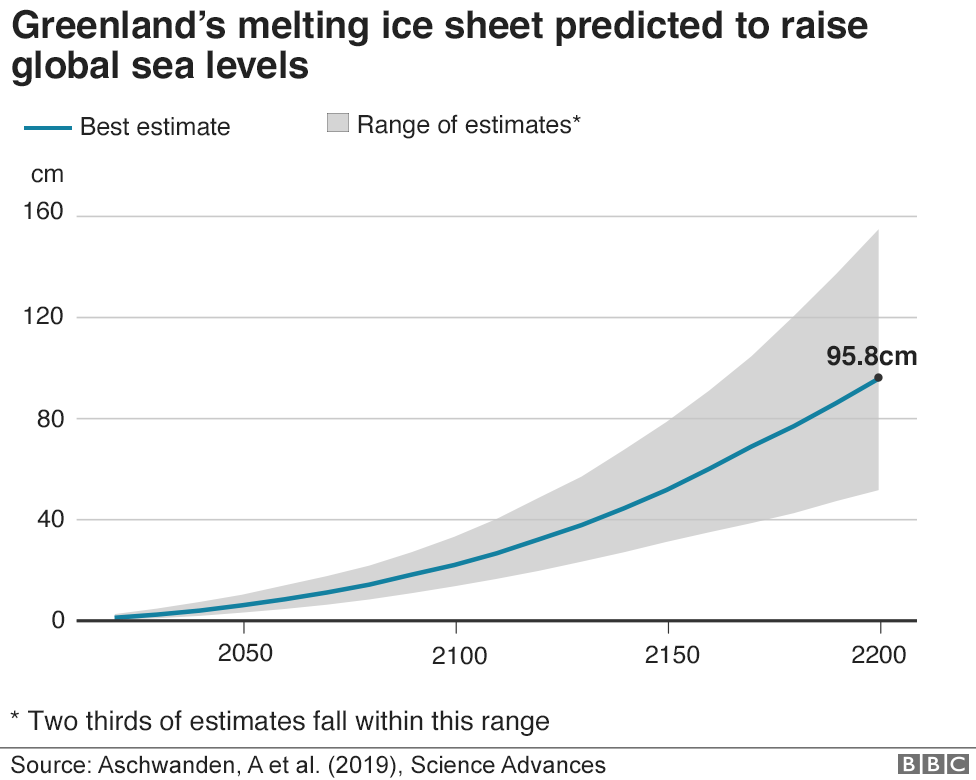 Greenland’s melting ice sheet predicted to raise
global sea levels
Best estimate
Range of estimates*
cm
160
120
95.8cm
80
40
0
2050
2100
2150
2200
* Two thirds of estimates fall within this range
Source: Aschwanden, A et al. (2019), Science Advances
BBC